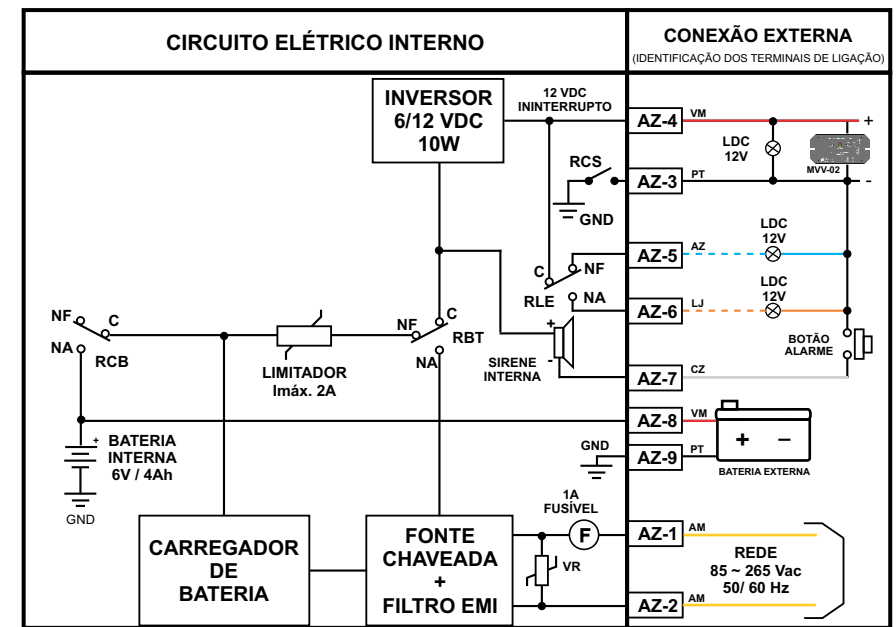 CIRCUITO ELÉTRICO INTERNO
CONEXÃO EXTERNA
(IDENTIFICAÇÃO DOS TERMINAIS DE LIGAÇÃO)
INVERSOR
6/12 VDC
10W
12 VDC
ININTERRUPTO
AZ-4
VM
+
LDC
12V
MVV-02
RCS
AZ-3
PT
-
GND
LDC
12V
AZ-5
AZ
C
NF
RLE
NA
LDC
12V
AZ-6
LJ
NF
C
NA
RCB
LIMITADOR
Imáx. 2A
NF
C
RBT
NA
+
-
SIRENE
INTERNA
BOTÃO
ALARME
AZ-7
CZ
AZ-8
VM
+
BATERIA
INTERNA
6V / 4Ah
GND
GND
AZ-9
PT
+ –
BATERIA EXTERNA
CARREGADOR
DE
BATERIA
FONTE
CHAVEADA
+
FILTRO EMI
1A
FUSÍVEL
F
VR
AZ-1
AM
REDE
85 ~ 265 Vac
50/ 60 Hz
AZ-2
AM